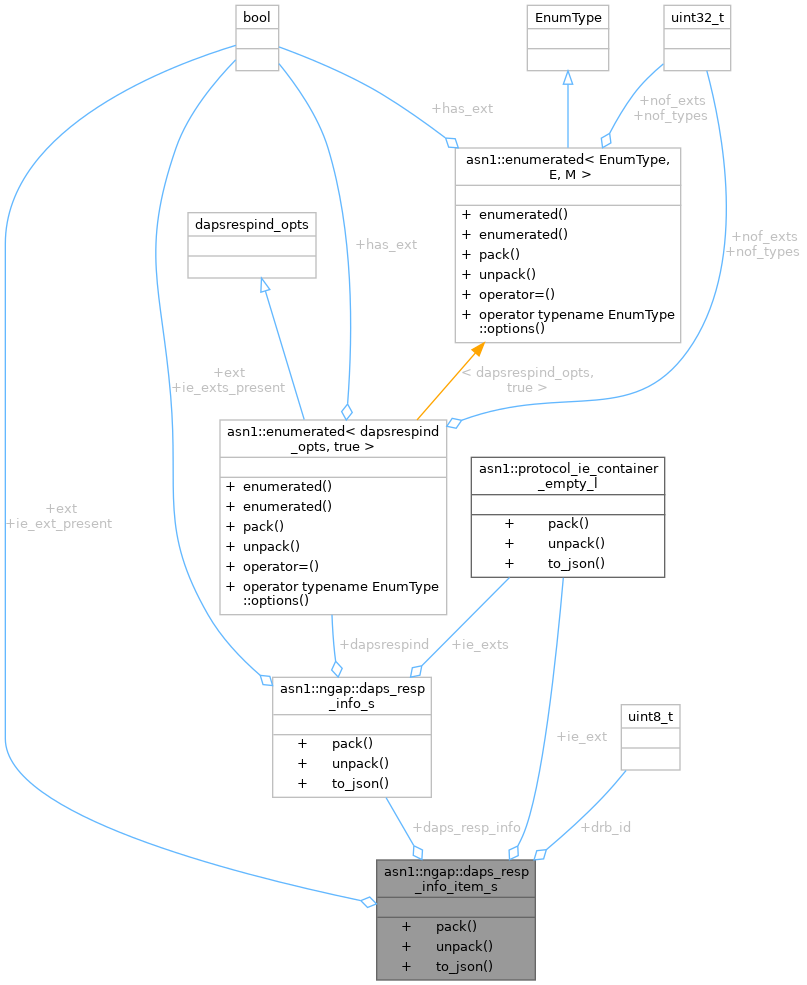 bool
EnumType
uint32_t
+has_ext
+nof_exts
+nof_types
asn1::enumerated< EnumType,
E, M >
+ enumerated()
+ enumerated()
+ pack()
+ unpack()
+ operator=()
+ operator typename EnumType
::options()
dapsrespind_opts
+has_ext
+nof_exts
+nof_types
+ext
+ie_exts_present
< dapsrespind_opts,
true >
asn1::enumerated< dapsrespind
_opts, true >
+ enumerated()
+ enumerated()
+ pack()
+ unpack()
+ operator=()
+ operator typename EnumType
::options()
asn1::protocol_ie_container
_empty_l
+ pack()
+ unpack()
+ to_json()
+ext
+ie_ext_present
+dapsrespind
+ie_exts
asn1::ngap::daps_resp
_info_s
+ pack()
+ unpack()
+ to_json()
uint8_t
+ie_ext
+daps_resp_info
+drb_id
asn1::ngap::daps_resp
_info_item_s
+ pack()
+ unpack()
+ to_json()